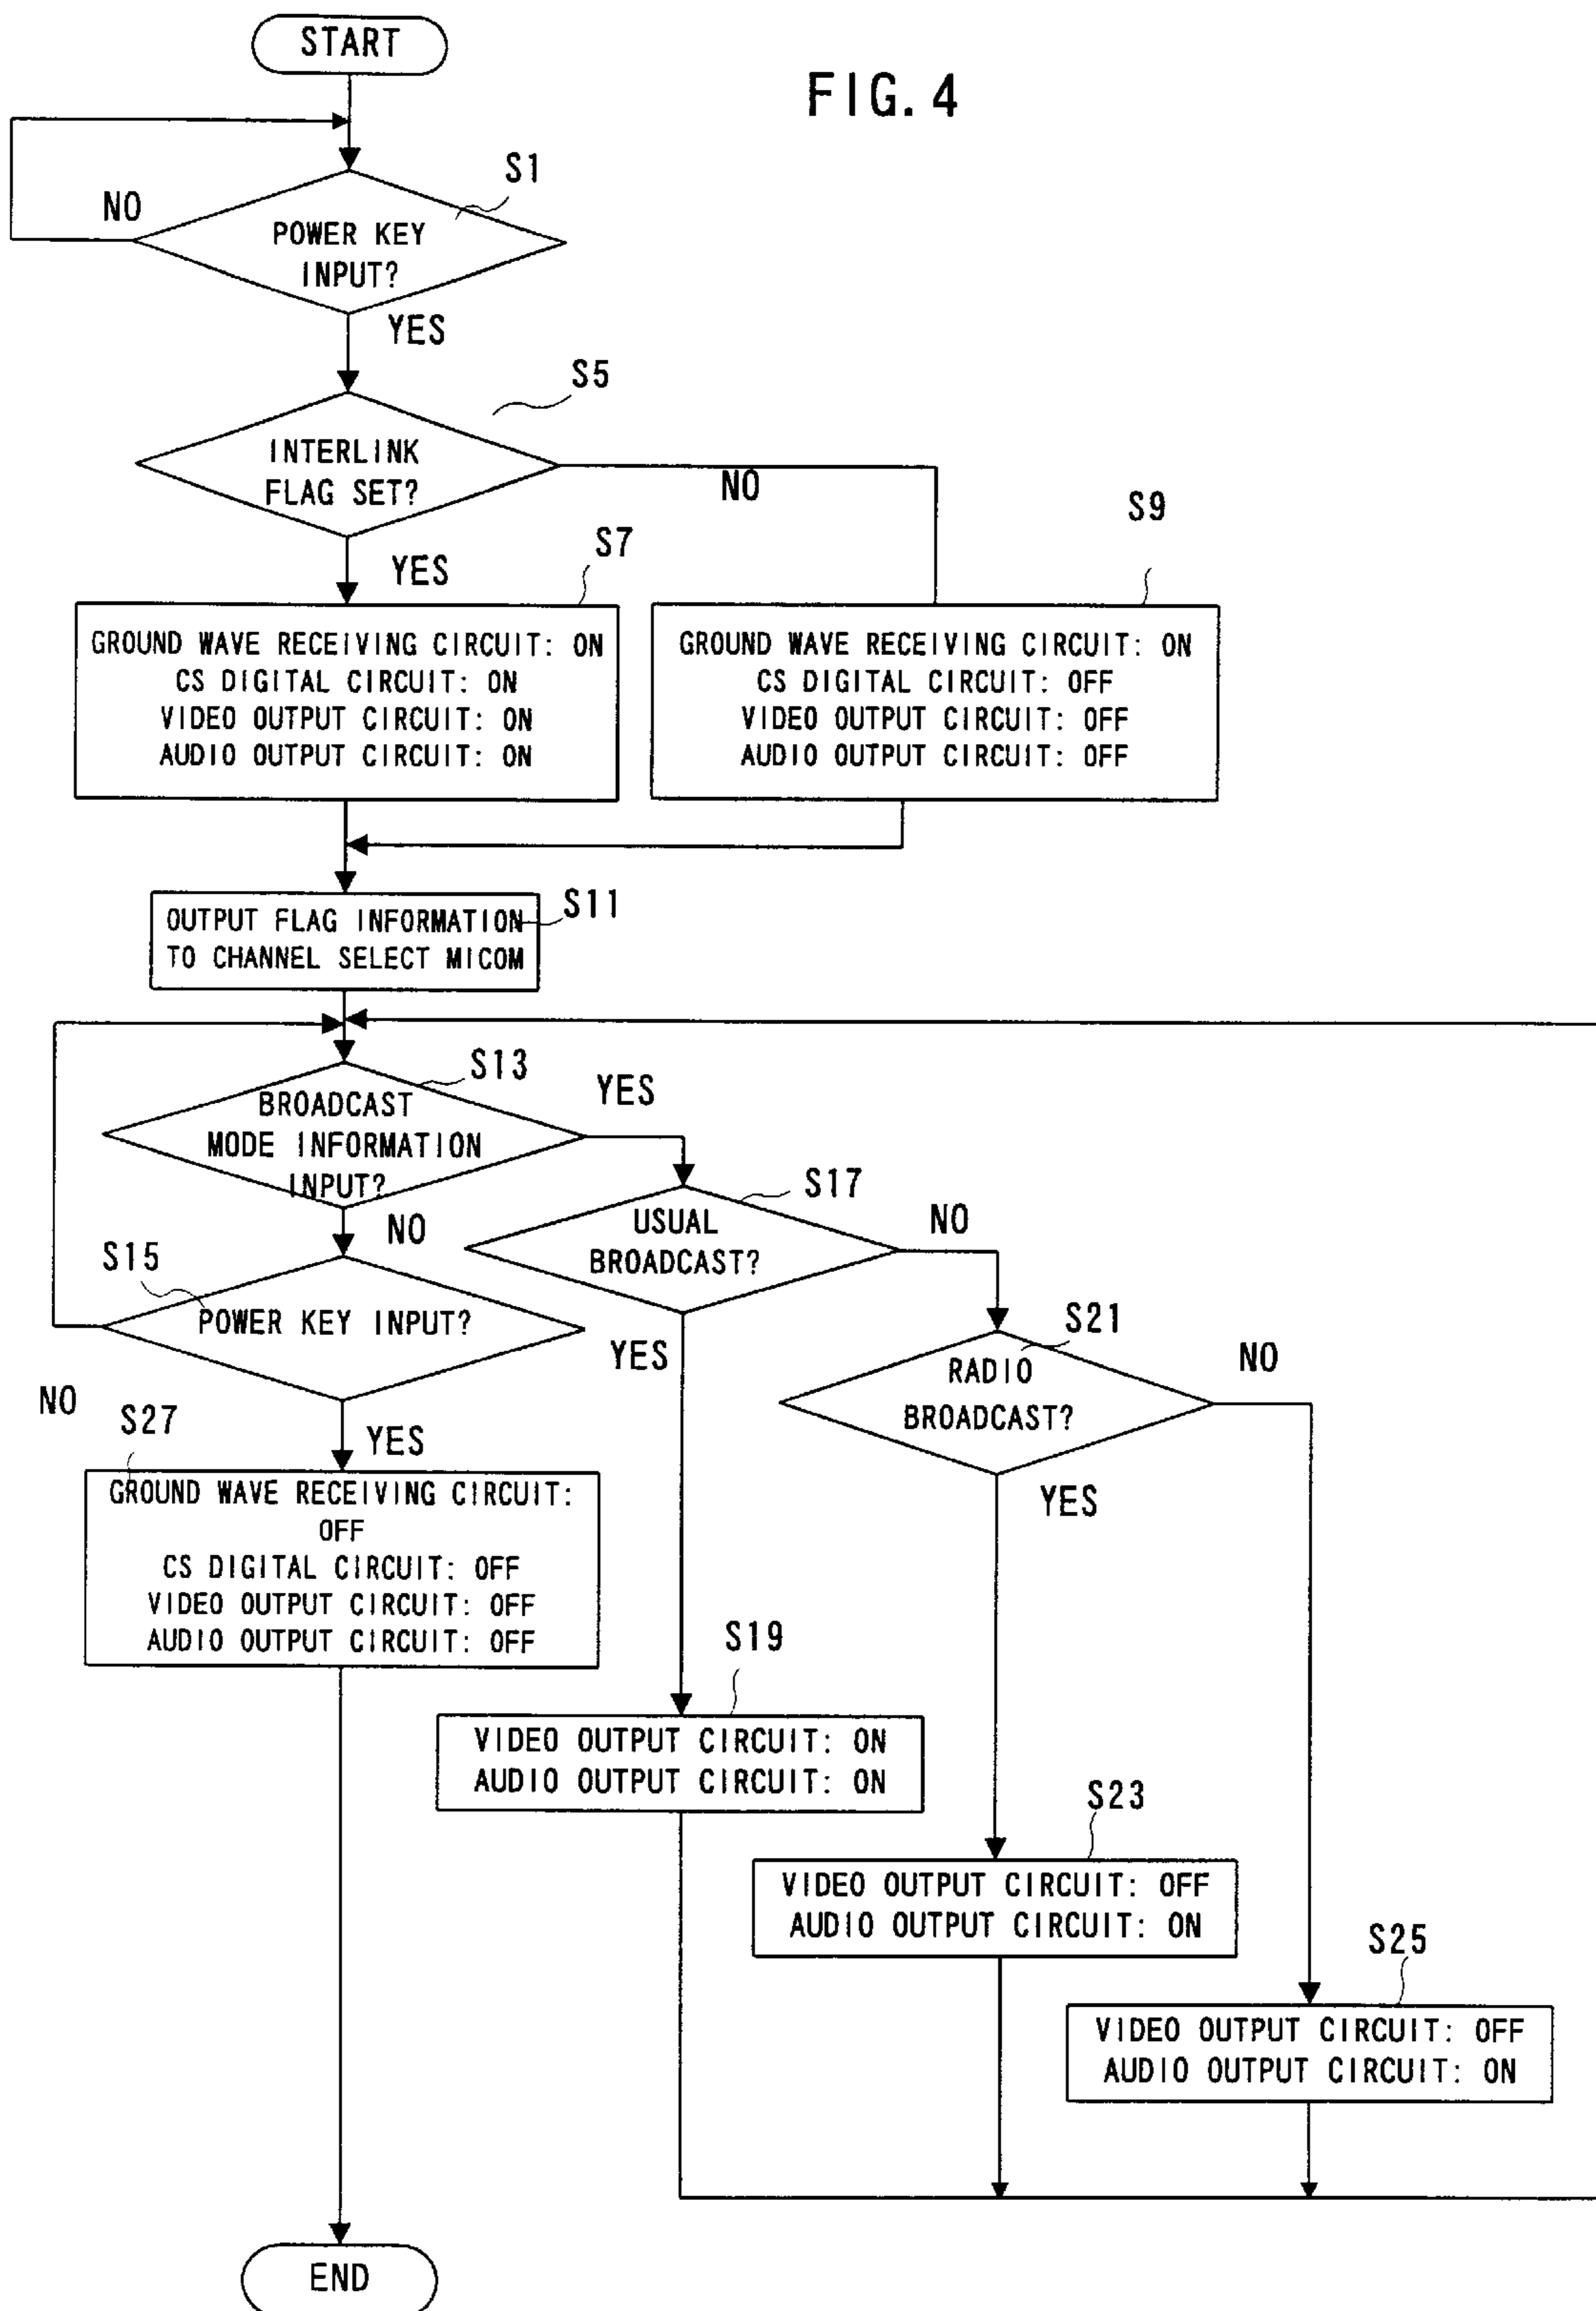 START
FIG. 4
S1
NO
POWER KEY
INPUT?
YES
S5
INTERLINK
FLAG SET?
NO
S9
S7
YES
GROUND WAVE RECEIVING CIRCUIT: ON
CS DIGITAL CIRCUIT: ON
VIDEO OUTPUT CIRCUIT: ON
AUDIO OUTPUT CIRCUIT: ON
GROUND WAVE RECEIVING CIRCUIT: ON
CS DIGITAL CIRCUIT: OFF
VIDEO OUTPUT CIRCUIT: OFF
AUDIO OUTPUT CIRCUIT: OFF
S11
OUTPUT FLAG INFORMATION
TO CHANNEL SELECT MICOM
S13
YES
BROADCAST
MODE INFORMATION
INPUT?
S17
NO
USUAL
BROADCAST?
NO
S15
POWER KEY INPUT?
S21
YES
RADIO
BROADCAST?
NO
NO
S27
YES
YES
GROUND WAVE RECEIVING CIRCUIT:
OFF
CS DIGITAL CIRCUIT: OFF
VIDEO OUTPUT CIRCUIT: OFF
AUDIO OUTPUT CIRCUIT: OFF
S19
VIDEO OUTPUT CIRCUIT: ON
AUDIO OUTPUT CIRCUIT: ON
S23
VIDEO OUTPUT CIRCUIT: OFF
AUDIO OUTPUT CIRCUIT: ON
S25
VIDEO OUTPUT CIRCUIT: OFF
AUDIO OUTPUT CIRCUIT: ON
END